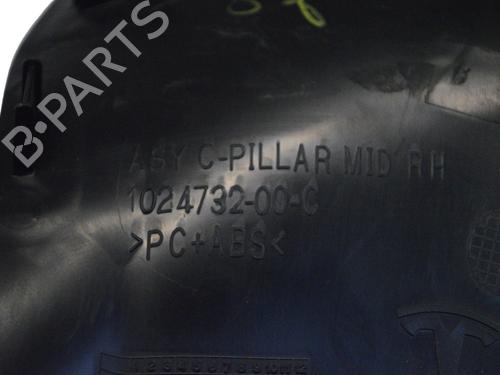 B-PARTS
ASY C-PILLAR MID RH
1024732-00-C
>PC+ABS<